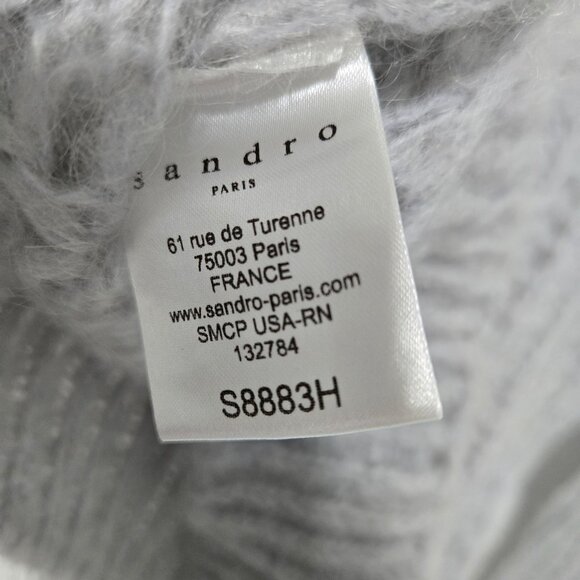 sandro
PARIS
61 rue de Turenne
75003 Paris
FRANCE
www.sandro-paris.com
SMCP USA-RN
132784
S8883H